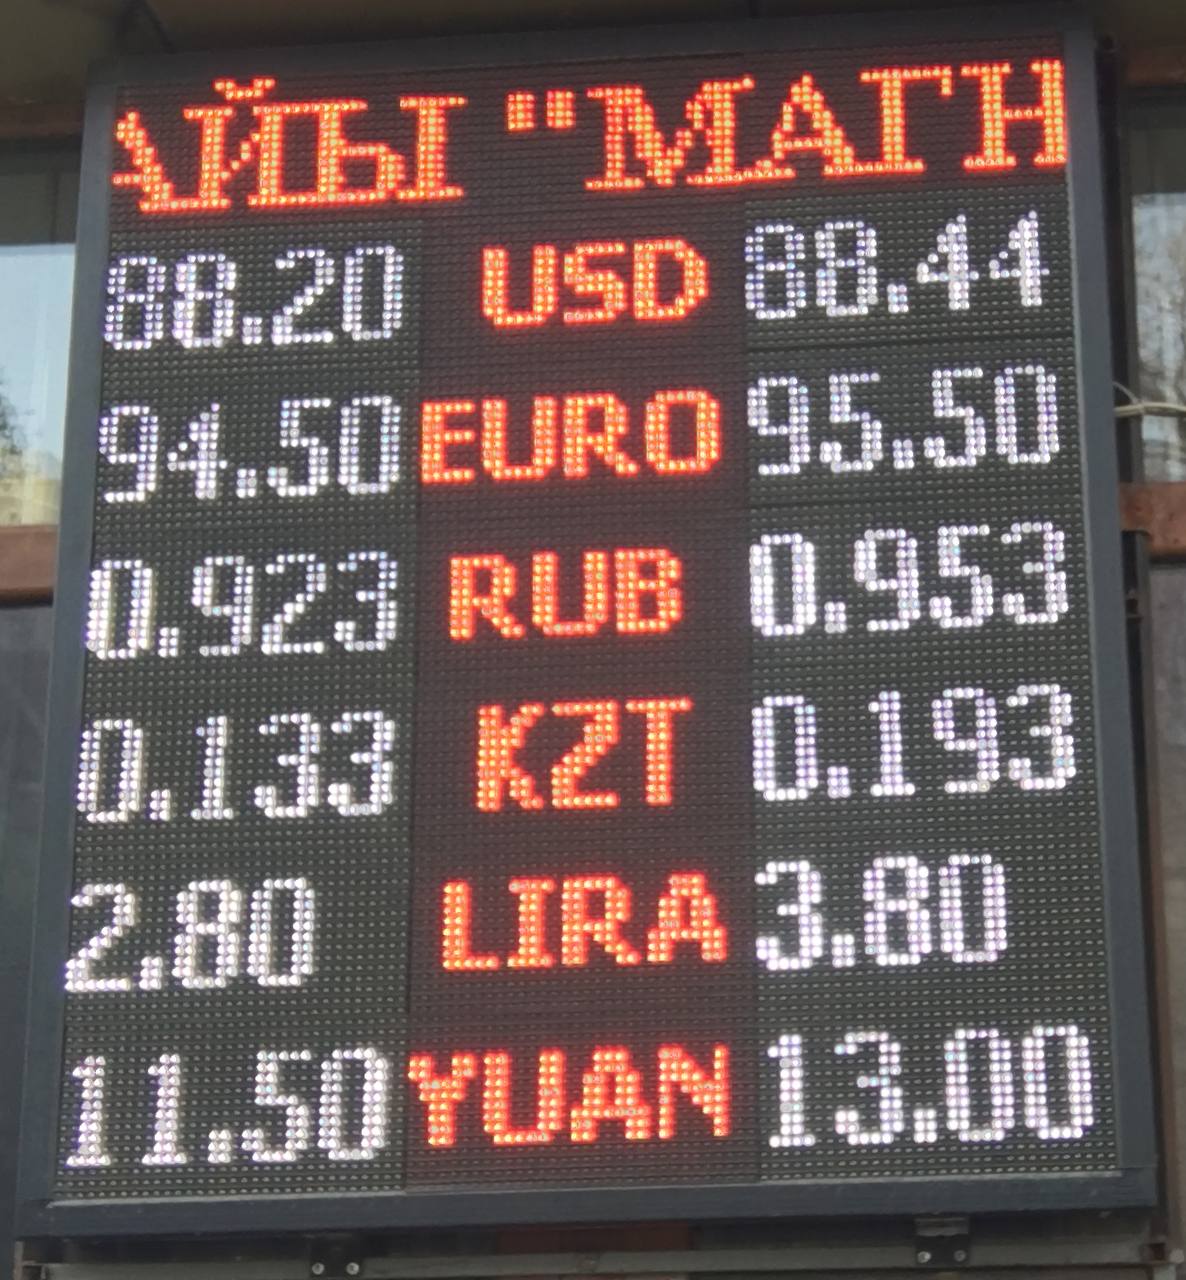 АЙЫ "МАГН
88.20 USD 88.44
94.50 EURO 95.50
0.923 RUB 0.953
0.133 KZT 0.193
2.80 LIRA 3.80
11.50 YUAN 13.00